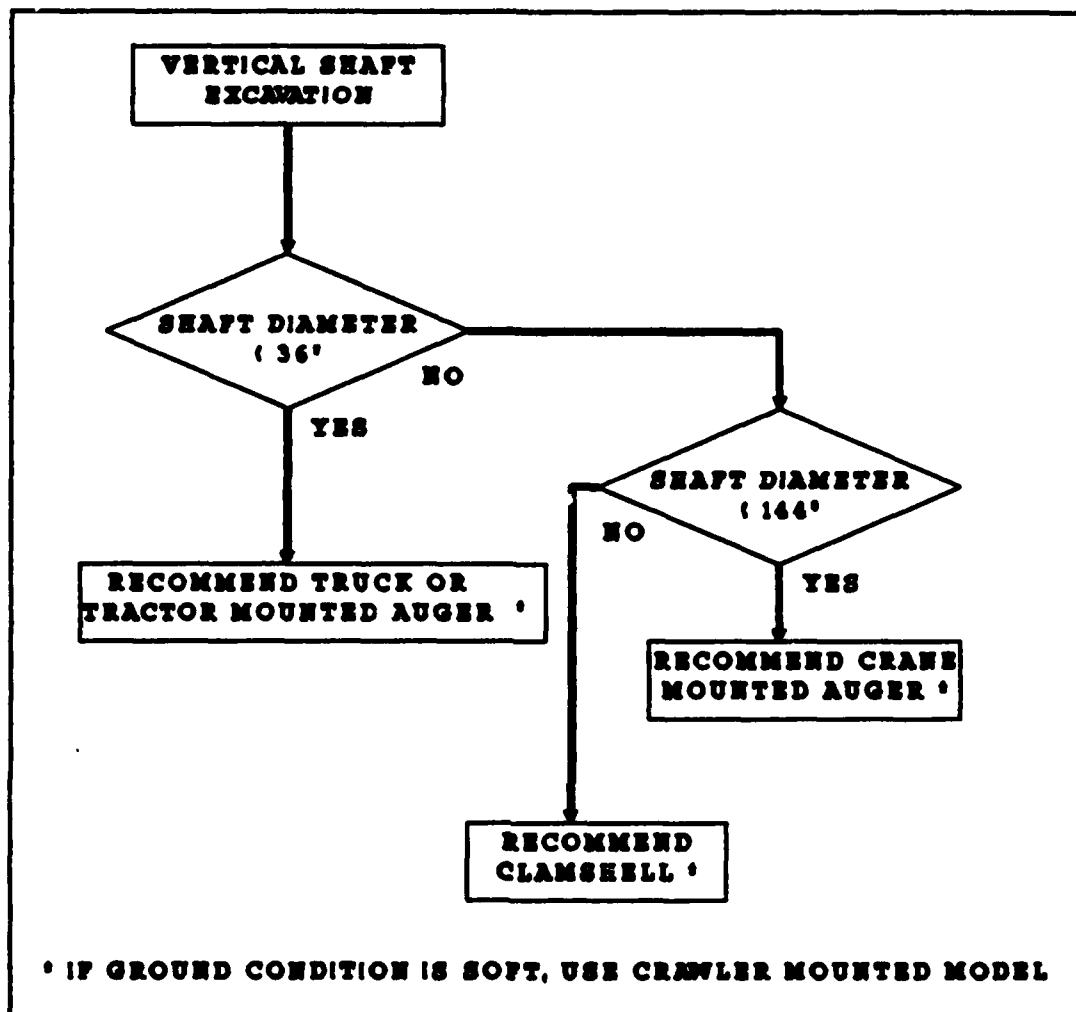 VERTICAL SHAFT
EXCAVATION
SHAFT DIAMETER
< 36"
NO
YES
SHAFT DIAMETER
< 144"
NO
YES
RECOMMEND TRUCK OR
TRACTOR MOUNTED AUGER *
RECOMMEND CRANE
MOUNTED AUGER *
RECOMMEND
CLAMSHELL *
* IF GROUND CONDITION IS SOFT, USE CRAWLER MOUNTED MODEL